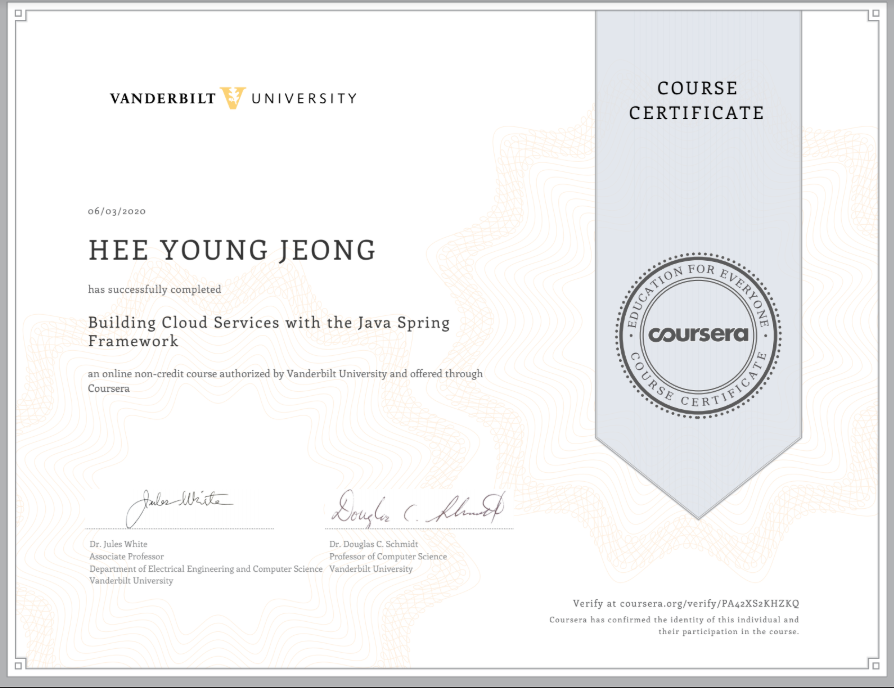 VANDERBILT V UNIVERSITY
COURSE
CERTIFICATE
06/03/2020
HEE YOUNG JEONG
has successfully completed
Building Cloud Services with the Java Spring
Framework
an online non-credit course authorized by Vanderbilt University and offered through
Coursera
EDUCATION FOR EVERYONE
coursera
COURSE CERTIFICATE
Jules White
Douglas C. Schmidt
Dr. Jules White
Associate Professor
Department of Electrical Engineering and Computer Science
Vanderbilt University
Dr. Douglas C. Schmidt
Professor of Computer Science
Vanderbilt University
Verify at coursera.org/verify/PA42XS2KHZKQ
Coursera has confirmed the identity of this individual and
their participation in the course.